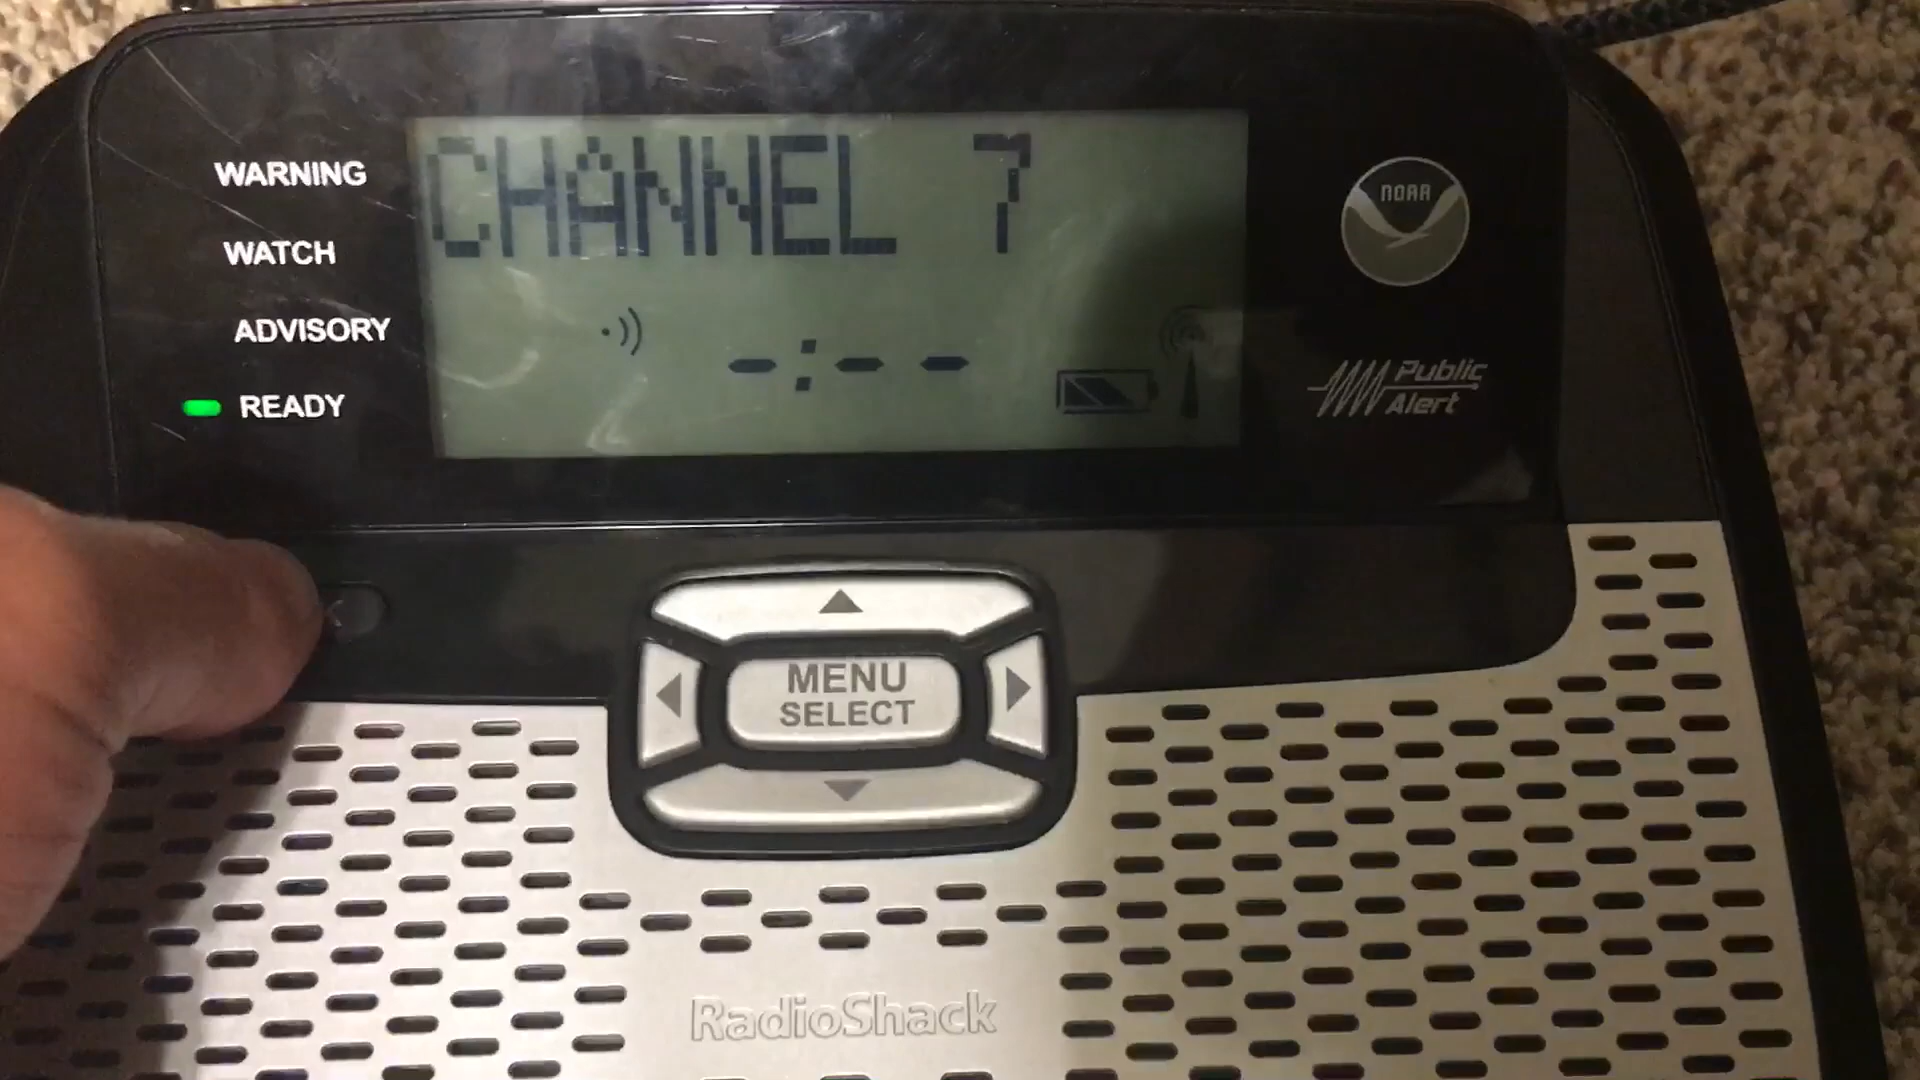 CHANNEL 7
WARNING
WATCH
ADVISORY
READY
-:--
NOAA
Public
Alert
MENU
SELECT
RadioShack